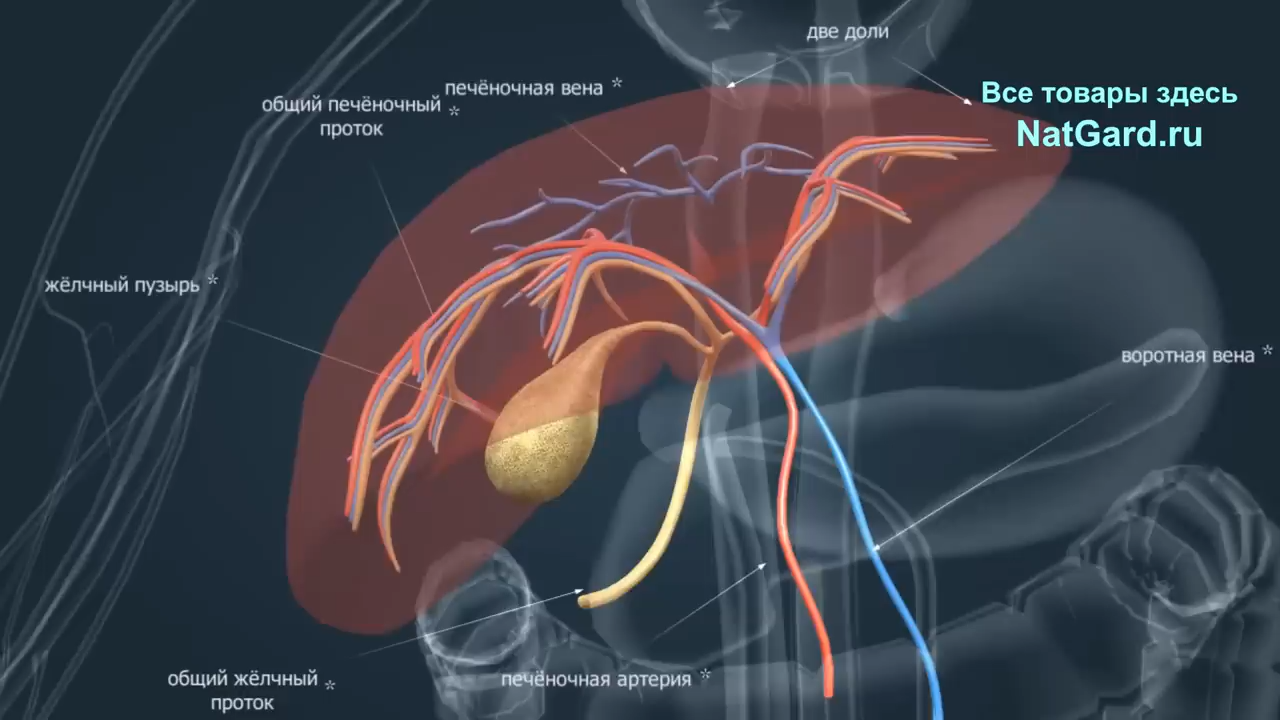 две доли
печёночная вена *
Все товары здесь
общий печёночный *
проток
NatGard.ru
жёлчный пузырь *
воротная вена *
общий жёлчный *
проток
печёночная артерия *